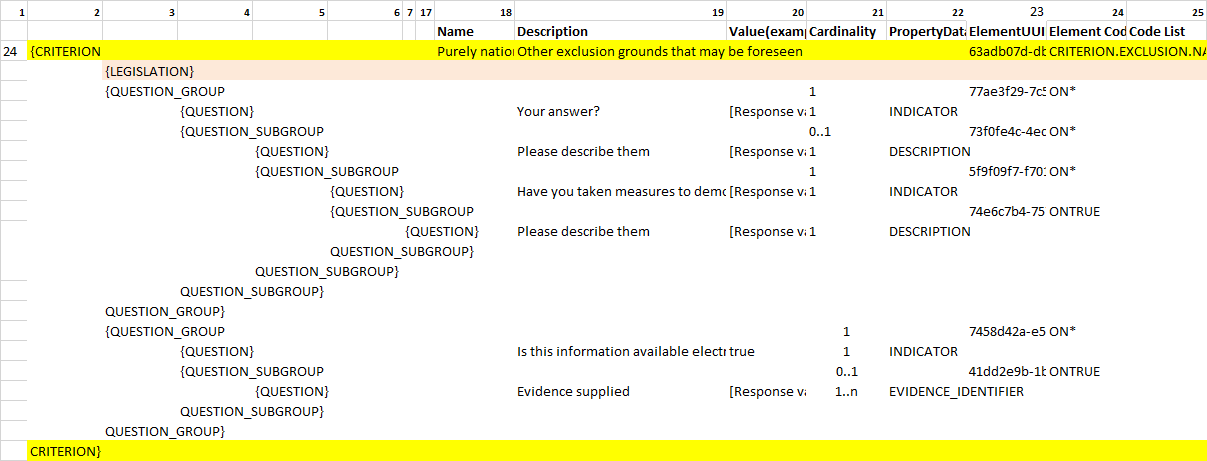 1 2 3 4 5 6 7 17 18 19 20 21 22 23 24 25
Name Description Value(examp Cardinality PropertyData ElementUUI Element Cod Code List
24 {CRITERION Purely natio Other exclusion grounds that may be foreseen 63adb07d-db CRITERION.EXCLUSION.NA
{LEGISLATION}
{QUESTION_GROUP 1 77ae3f29-7c5 ON*
{QUESTION} Your answer? [Response va 1 INDICATOR
{QUESTION_SUBGROUP 0..1 73f0fe4c-4ec ON*
{QUESTION} Please describe them [Response va 1 DESCRIPTION
{QUESTION_SUBGROUP 1 5f9f09f7-f701 ON*
{QUESTION} Have you taken measures to demo [Response va 1 INDICATOR
{QUESTION_SUBGROUP 74e6c7b4-75 ONTRUE
{QUESTION} Please describe them [Response va 1 DESCRIPTION
QUESTION_SUBGROUP}
QUESTION_SUBGROUP}
QUESTION_SUBGROUP}
QUESTION_GROUP}
{QUESTION_GROUP 1 7458d42a-e5 ON*
{QUESTION} Is this information available electr true 1 INDICATOR
{QUESTION_SUBGROUP 0..1 41dd2e9b-1b ONTRUE
{QUESTION} Evidence supplied [Response va 1..n EVIDENCE_IDENTIFIER
QUESTION_SUBGROUP}
QUESTION_GROUP}
CRITERION}